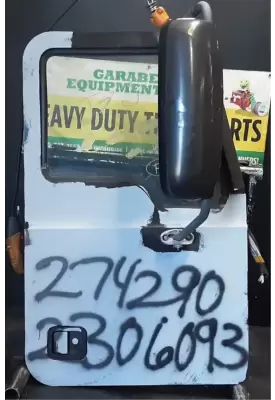 GARABE
EQUIPMENT
EAVY DUTY T
RTS
274290
2306093